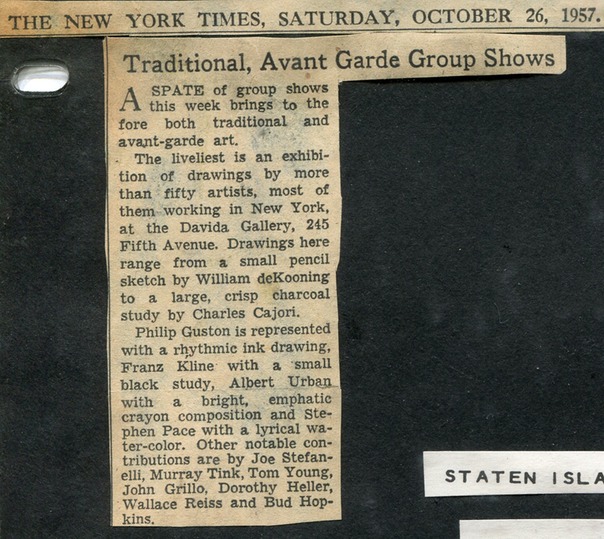 THE NEW YORK TIMES, SATURDAY, OCTOBER 26, 1957.
Traditional, Avant Garde Group Shows
A SPATE of group shows
this week brings to the
fore both traditional and
avant-garde art.
The liveliest is an exhibi-
tion of drawings by more
than fifty artists, most of
them working in New York,
at the Davida Gallery, 245
Fifth Avenue. Drawings here
range from a small pencil
sketch by William deKooning
to a large, crisp charcoal
study by Charles Cajori.
Philip Guston is represented
with a rhythmic ink drawing,
Franz Kline with a small
black study, Albert Urban
with a bright, emphatic
crayon composition and Ste-
phen Pace with a lyrical wa-
ter-color. Other notable con-
tributions are by Joe Stefan-
elli, Murray Tink, Tom Young,
John Grillo, Dorothy Heller,
Wallace Reiss and Bud Hop-
kins.
STATEN ISLA